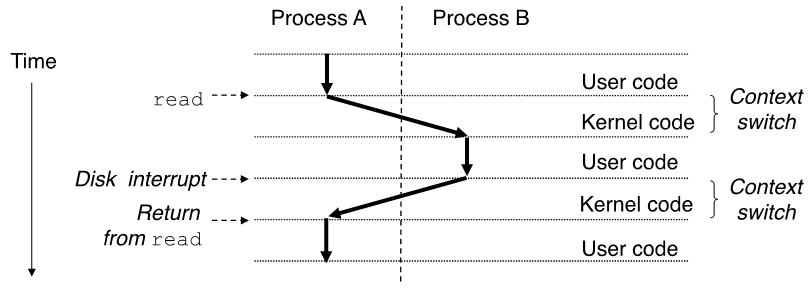 Process A
Process B
Time
User code
read
Context
switch
Kernel code
User code
Disk interrupt
Context
switch
Kernel code
Return
from read
User code